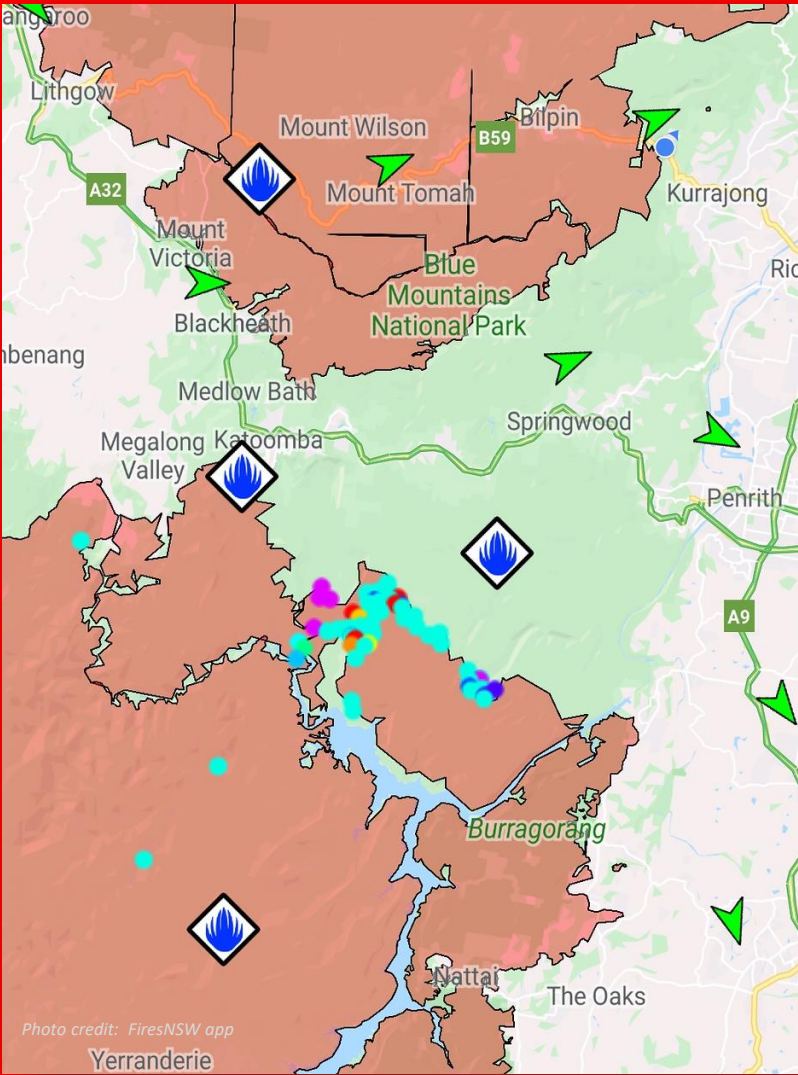 angaroo
Lithgow
Mount Wilson
B59
Bilpin
A32
Mount Tomah
Kurrajong
Mount
Victoria
Blue
Mountains
National Park
Ric
Blackheath
nbenang
Medlow Bath
Springwood
Megalong
Valley
Katoomba
Penrith
A9
Burragorang
Nattai
The Oaks
Photo credit: FiresNSW app
Yerranderie